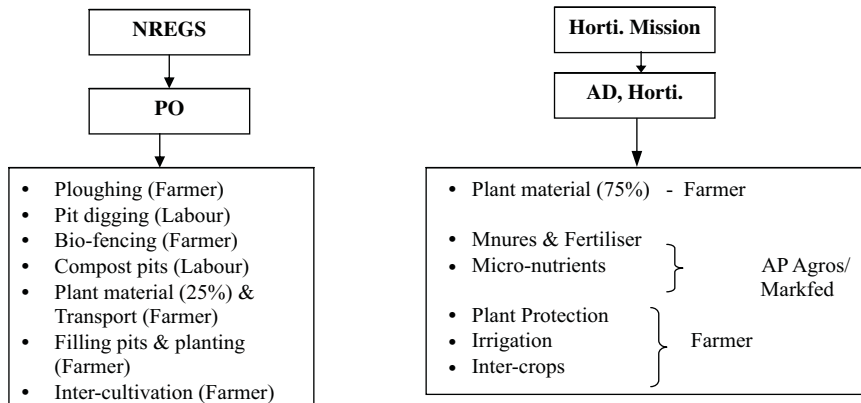 NREGS
PO
• Ploughing (Farmer)
• Pit digging (Labour)
• Bio-fencing (Farmer)
• Compost pits (Labour)
• Plant material (25%) &
Transport (Farmer)
• Filling pits & planting
(Farmer)
• Inter-cultivation (Farmer)
Horti. Mission
AD, Horti.
• Plant material (75%) - Farmer
• Mnures & Fertiliser
• Micro-nutrients
AP Agros/
Markfed
• Plant Protection
• Irrigation
• Inter-crops
Farmer